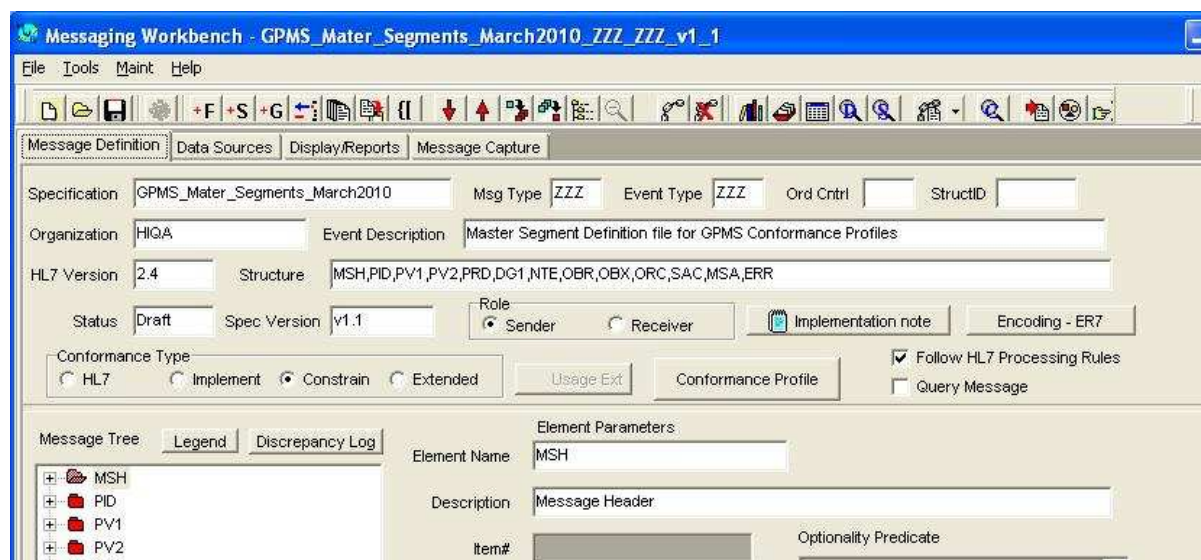 Messaging Workbench - GPMS_Mater_Segments_March2010_ZZZ_ZZZ_v1_1
File Tools Maint Help
+F +S +G
Message Definition Data Sources Display/Reports Message Capture
Specification GPMS_Mater_Segments_March2010 Msg Type ZZZ Event Type ZZZ Ord Cntrl StructID
Organization HIQA Event Description Master Segment Definition file for GPMS Conformance Profiles
HL7 Version 2.4 Structure MSH,PID,PV1,PV2,PRD,DG1,NTE,OBR,OBX,ORC,SAC,MSA,ERR
Role
Status Draft Spec Version v1.1 Sender Receiver Implementation note Encoding - ER7
Conformance Type
HL7 Implement Constrain Extended Usage Ext Conformance Profile
Follow HL7 Processing Rules
Query Message
Message Tree Legend Discrepancy Log
Element Parameters
Element Name MSH
MSH
PID
PV1
PV2
Description Message Header
Item# Optionality Predicate